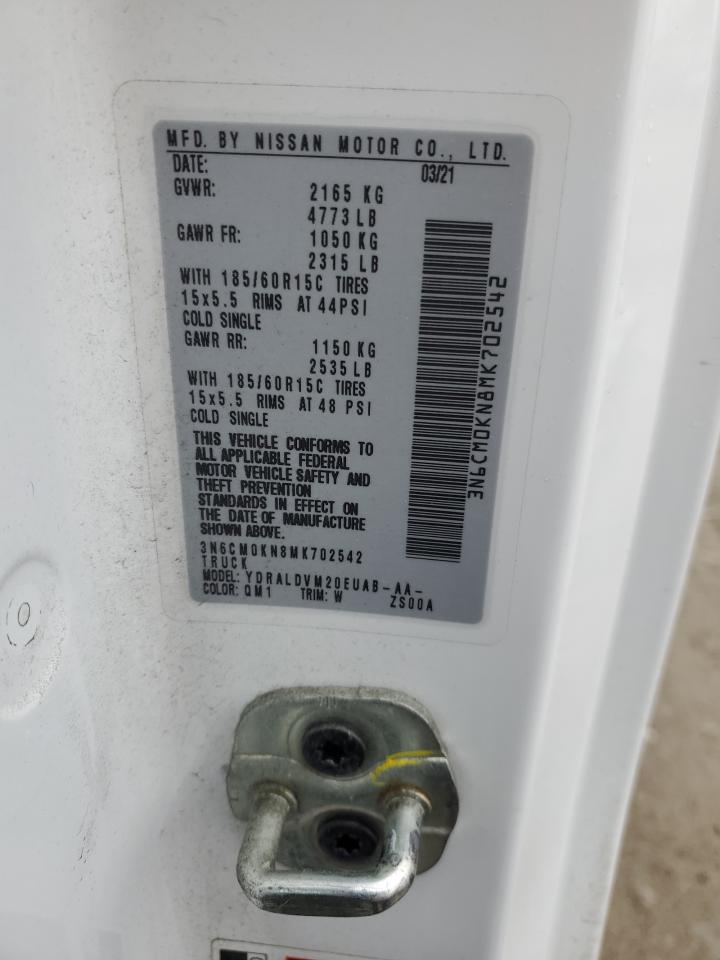 MFD. BY NISSAN MOTOR CO., LTD.
DATE: 03/21
GVWR: 2165 KG
4773 LB
GAWR FR: 1050 KG
2315 LB
WITH 185/60R15C TIRES
15x5.5 RIMS AT 44PSI
COLD SINGLE
GAWR RR: 1150 KG
2535 LB
WITH 185/60R15C TIRES
15x5.5 RIMS AT 48 PSI
COLD SINGLE
THIS VEHICLE CONFORMS TO
ALL APPLICABLE FEDERAL
MOTOR VEHICLE SAFETY AND
THEFT PREVENTION
STANDARDS IN EFFECT ON
THE DATE OF MANUFACTURE
SHOWN ABOVE.
3N6CM0KN8MK702542
TRUCK
MODEL: YDRALDVM20EUAB-AA-
COLOR: QM1 TRIM: W ZS00A
3N6CM0KN8MK702542